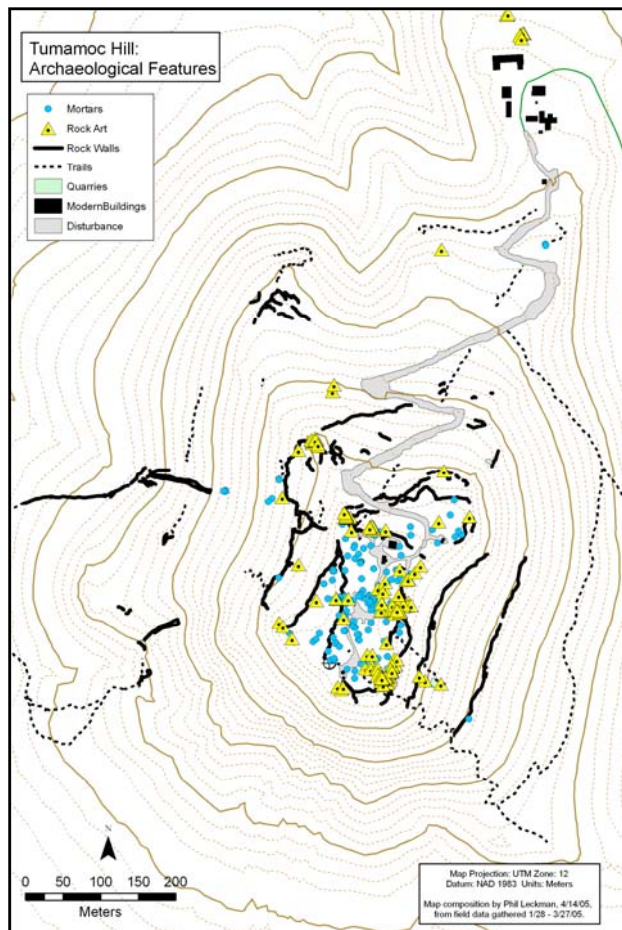 Tumamoc Hill:
Archaeological Features
Mortars
Rock Art
Rock Walls
Trails
Quarries
ModernBuildings
Disturbance
N
0 50 100 150 200
Meters
Map Projection: UTM Zone: 12
Datum: NAD 1983 Units: Meters
Map composition by Phil Leckman, 4/14/05,
from field data gathered 1/28 - 3/27/05.